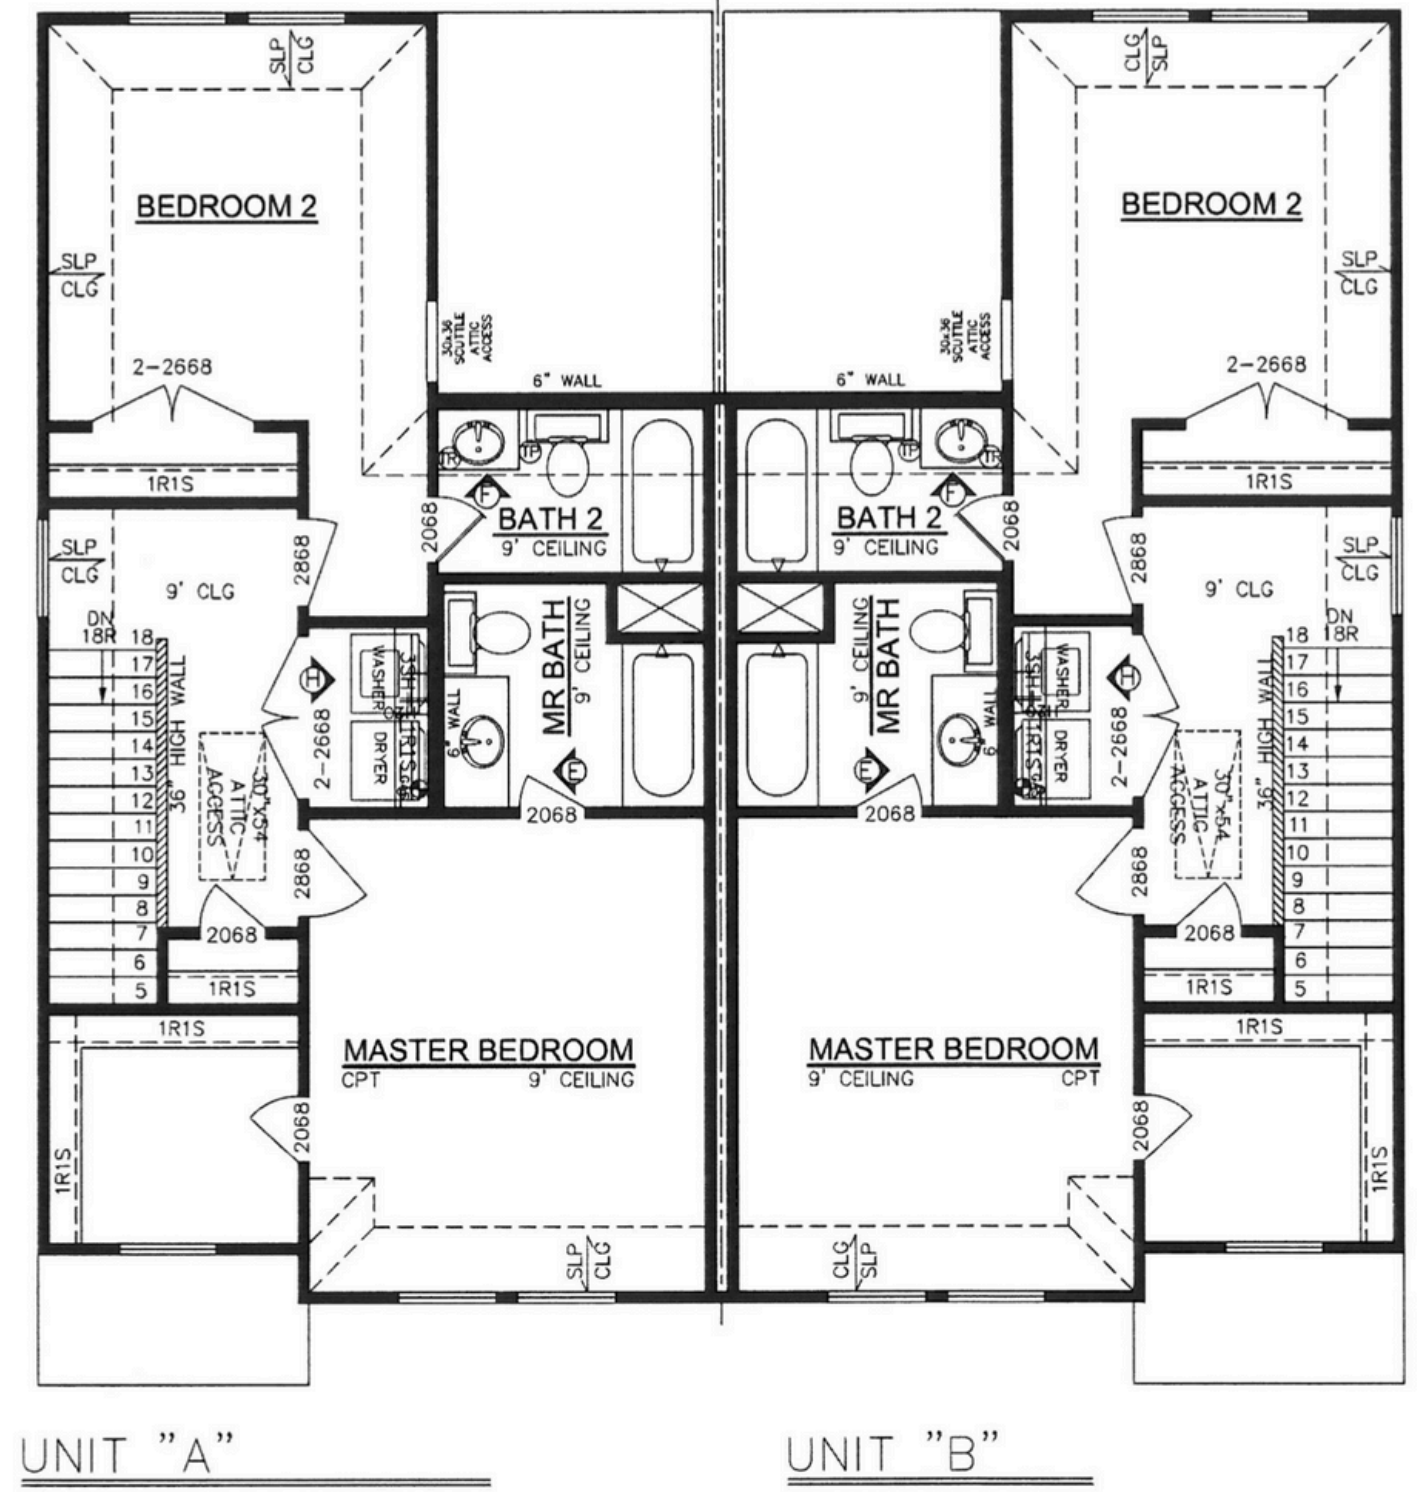 SLP
CLG
CLG
SLP
BEDROOM 2
BEDROOM 2
SLP
CLG
SLP
CLG
30x36
SCUTTLE
ATTIC
ACCESS
30x36
SCUTTLE
ATTIC
ACCESS
2-2668
6" WALL
6" WALL
2-2668
TR
TP
TP
TR
1R1S
1R1S
F
F
2068
BATH 2
9' CEILING
BATH 2
9' CEILING
2068
SLP
CLG
2868
2868
SLP
CLG
9' CLG
9' CLG
DN
18R
DN
18R
18
17
16
15
14
13
12
11
10
9
8
7
6
5
36" HIGH WALL
H
2-2668
WASHER
DRYER
6" WALL
MR BATH
9' CEILING
E
2068
MR BATH
9' CEILING
E
2068
6" WALL
WASHER
DRYER
H
2-2668
36" HIGH WALL
18
17
16
15
14
13
12
11
10
9
8
7
6
5
30"x54
ATTIC
ACCESS
30"x54
ATTIC
ACCESS
2868
2868
2068
2068
1R1S
1R1S
1R1S
1R1S
MASTER BEDROOM
CPT 9' CEILING
MASTER BEDROOM
9' CEILING CPT
2068
2068
1R1S
1R1S
SLP
CLG
CLG
SLP
UNIT "A"
UNIT "B"